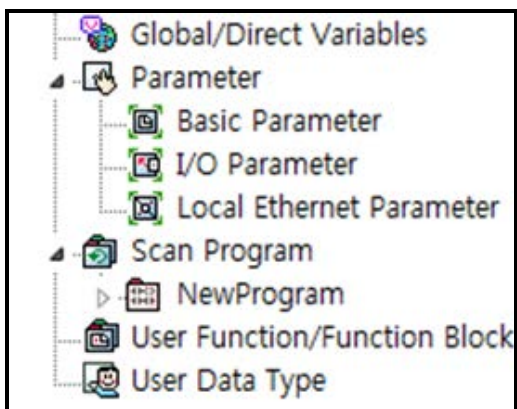 Global/Direct Variables
Parameter
Basic Parameter
I/O Parameter
Local Ethernet Parameter
Scan Program
NewProgram
User Function/Function Block
User Data Type